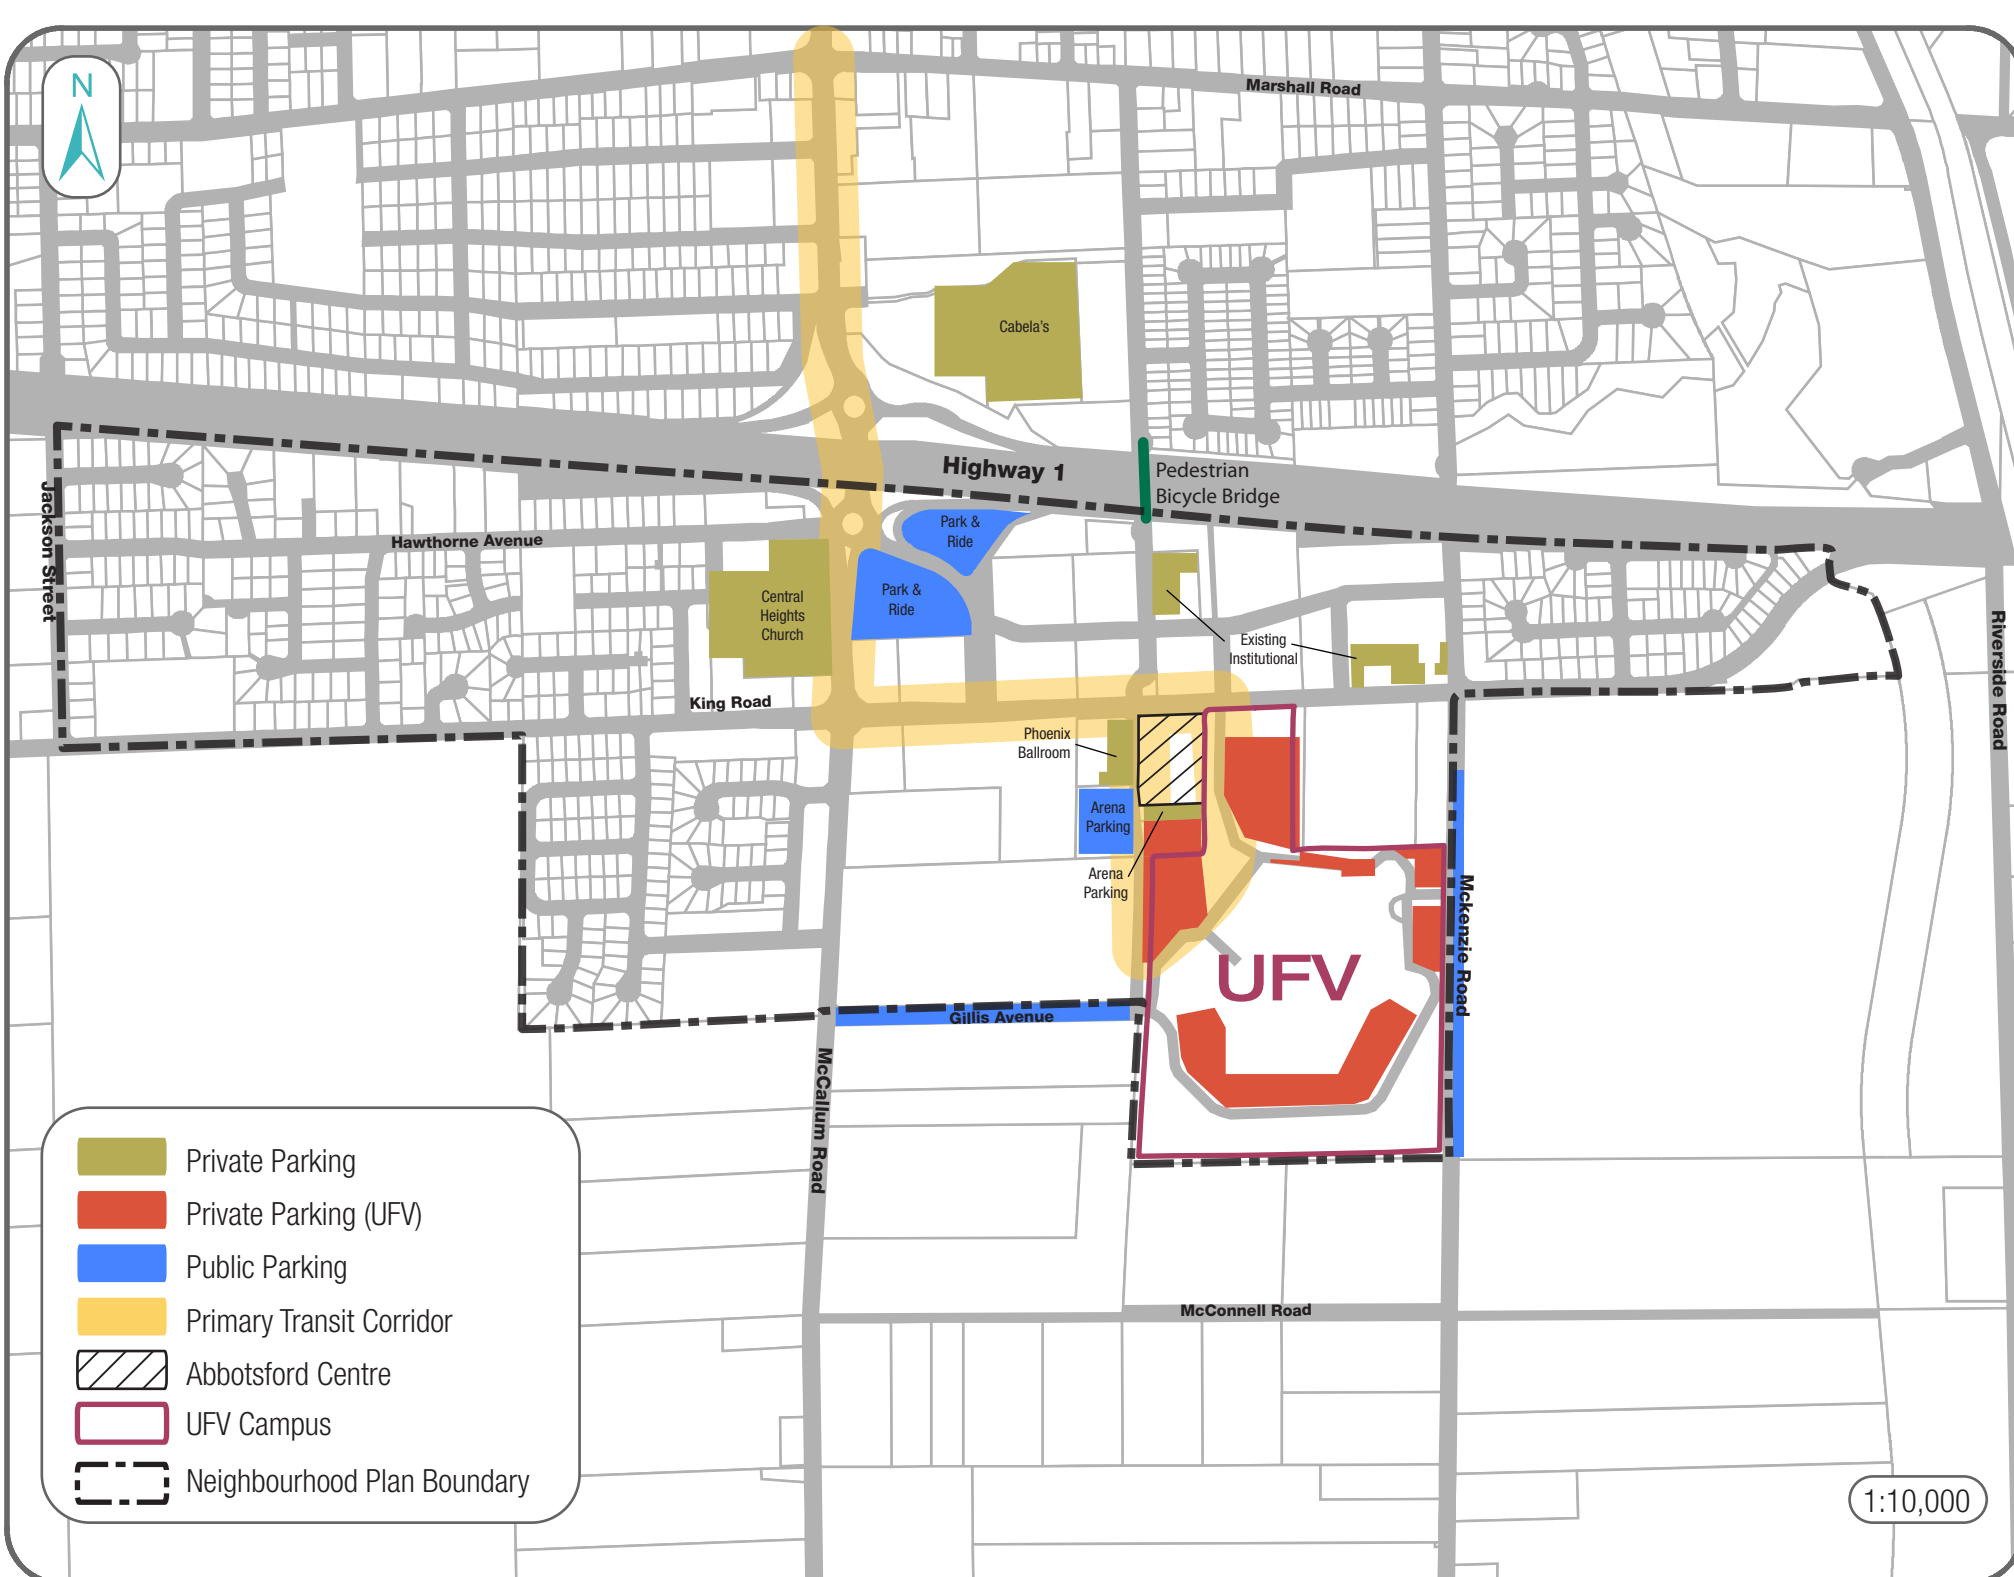 N
Marshall Road
Cabela's
Highway 1
Pedestrian
Bicycle Bridge
Jackson Street
Hawthorne Avenue
Park &
Ride
Park &
Ride
Central
Heights
Church
Existing
Institutional
Riverside Road
King Road
Phoenix
Ballroom
Arena
Parking
Arena
Parking
Mckenzie Road
UFV
Gillis Avenue
McCallum Road
McConnell Road
Private Parking
Private Parking (UFV)
Public Parking
Primary Transit Corridor
Abbotsford Centre
UFV Campus
Neighbourhood Plan Boundary
1:10,000